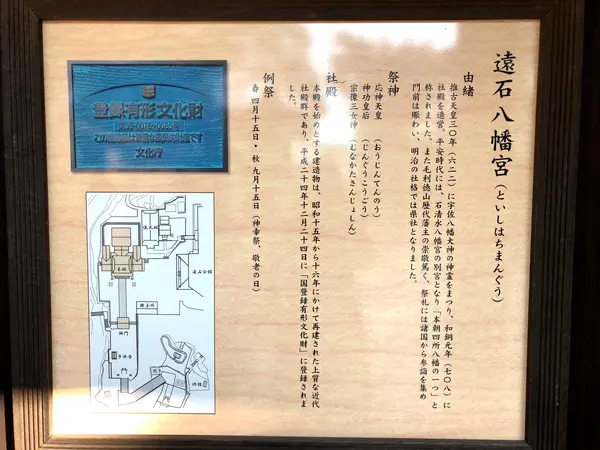 遠石八幡宮（といしはちまんぐう）
由緒
推古天皇三〇年（六二二）に宇佐八幡大神の神霊をまつり、和銅元年（七〇八）に
社殿を造営。平安時代には、石清水八幡宮の別宮となり「本朝四所八幡の一つ」と
称されました。また毛利徳山歴代藩主の崇敬篤く、祭礼には諸国から参詣を集め
門前は賑わい、明治の社格では県社となりました。
祭神
応神天皇（おうじんてんのう）
神功皇后（じんぐうこうごう）
宗像三女神（むなかたさんじょしん）
社殿
本殿を始めとする建造物は、昭和十五年から十六年にかけて再建された上質な近代
社殿群であり、平成二十四年十二月二十四日に「国登録有形文化財」に登録されま
した。
例祭
春 四月十五日・秋 九月十五日（神幸祭、敬老の日）
登録有形文化財
文化庁
儀式殿
本殿
遠石会館
神門
手水舎